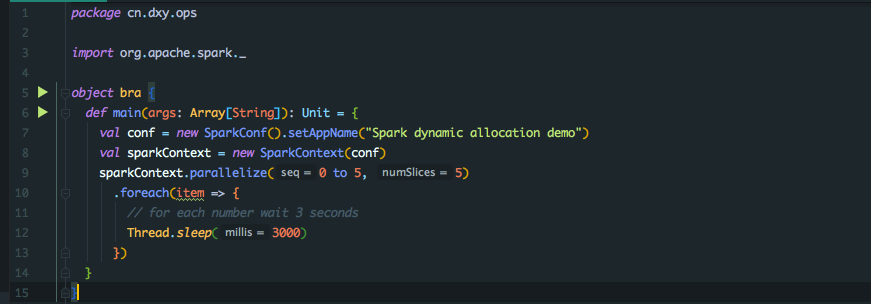 1 package cn.dxy.ops
2
3 import org.apache.spark._
4
5 object bra {
6 def main(args: Array[String]): Unit = {
7 val conf = new SparkConf().setAppName("Spark dynamic allocation demo")
8 val sparkContext = new SparkContext(conf)
9 sparkContext.parallelize( seq = 0 to 5, numSlices = 5)
10 .foreach(item => {
11 // for each number wait 3 seconds
12 Thread.sleep( millis = 3000)
13 })
14 }
15 }